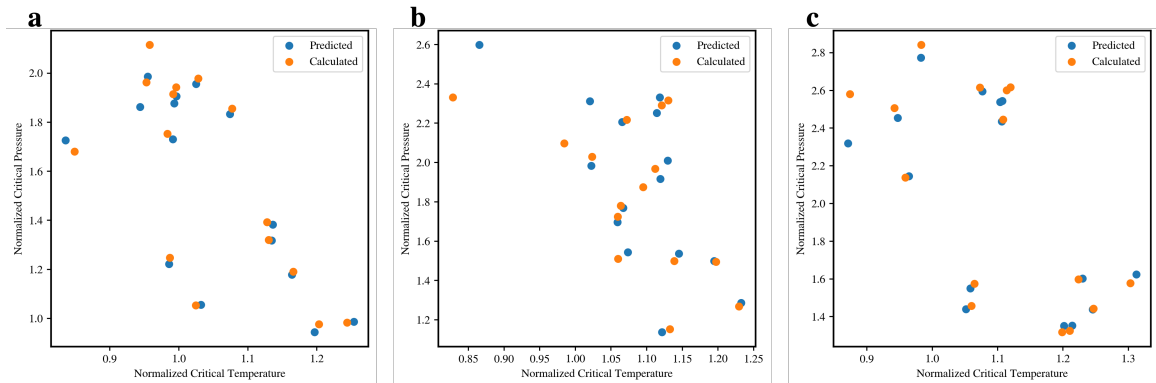 a
Predicted
Calculated
2.0
1.8
1.6
1.4
1.2
1.0
Normalized Critical Pressure
0.9
1.0
1.1
1.2
Normalized Critical Temperature
b
Predicted
Calculated
2.6
2.4
2.2
2.0
1.8
1.6
1.4
1.2
Normalized Critical Pressure
0.85
0.90
0.95
1.00
1.05
1.10
1.15
1.20
1.25
Normalized Critical Temperature
c
Predicted
Calculated
2.8
2.6
2.4
2.2
2.0
1.8
1.6
1.4
Normalized Critical Pressure
0.9
1.0
1.1
1.2
1.3
Normalized Critical Temperature